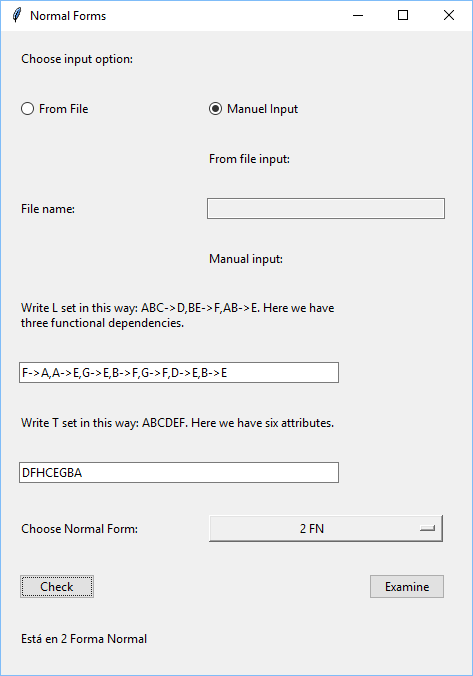 Normal Forms
Choose input option:
From File
Manuel Input
From file input:
File name:
Manual input:
Write L set in this way: ABC->D,BE->F,AB->E. Here we have
three functional dependencies.
F->A,A->E,G->E,B->F,G->F,D->E,B->E
Write T set in this way: ABCDEF. Here we have six attributes.
DFHCEGBA
Choose Normal Form:
2 FN
Check
Examine
Está en 2 Forma Normal